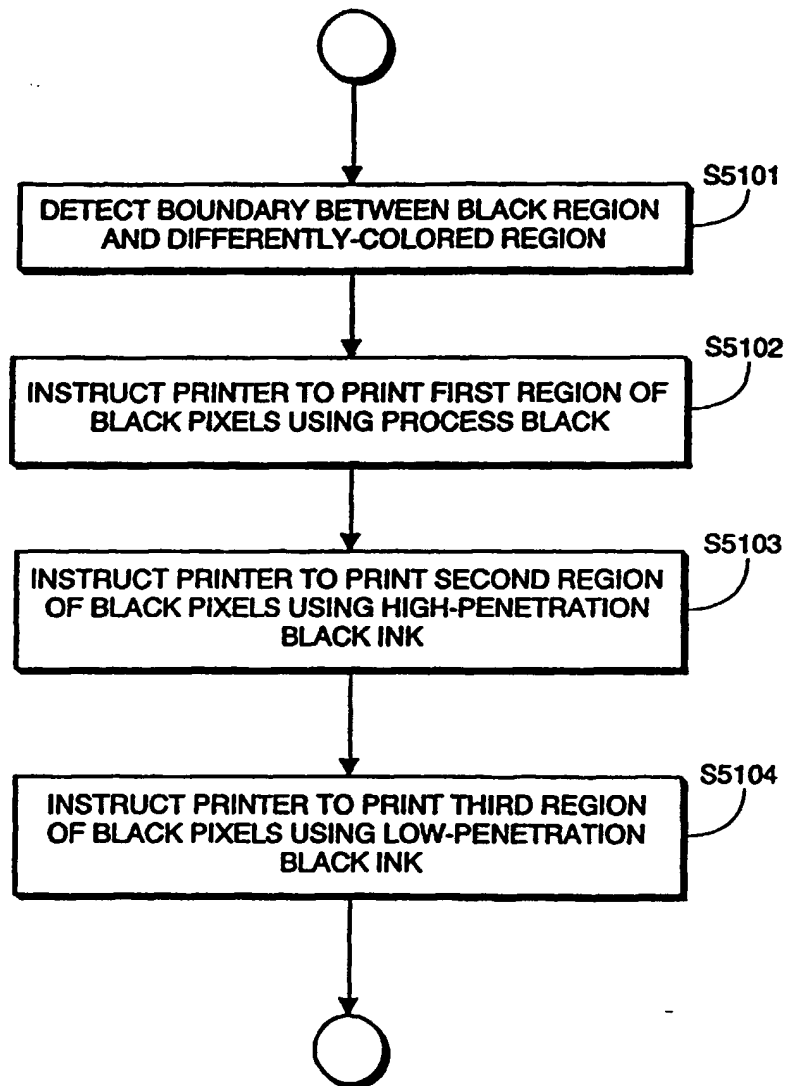 S5101
DETECT BOUNDARY BETWEEN BLACK REGION
AND DIFFERENTLY-COLORED REGION
S5102
INSTRUCT PRINTER TO PRINT FIRST REGION OF
BLACK PIXELS USING PROCESS BLACK
S5103
INSTRUCT PRINTER TO PRINT SECOND REGION
OF BLACK PIXELS USING HIGH-PENETRATION
BLACK INK
S5104
INSTRUCT PRINTER TO PRINT THIRD REGION
OF BLACK PIXELS USING LOW-PENETRATION
BLACK INK